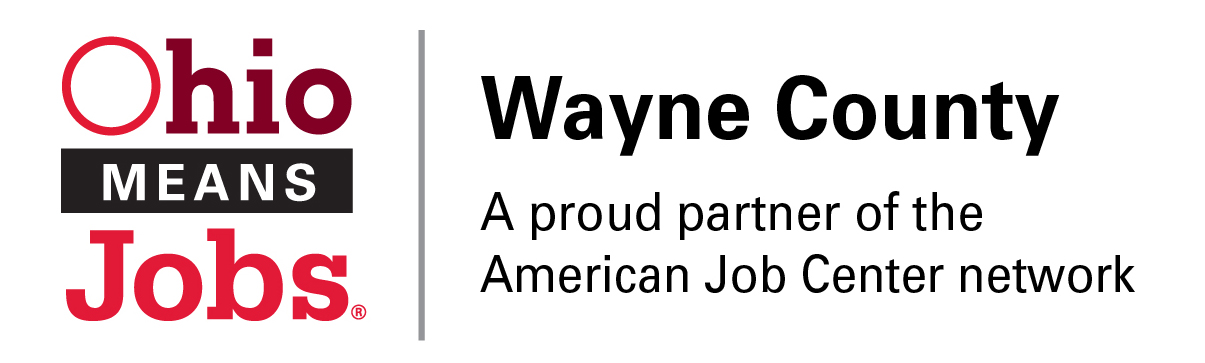 Ohio
MEANS
Jobs.®
Wayne County
A proud partner of the
American Job Center network